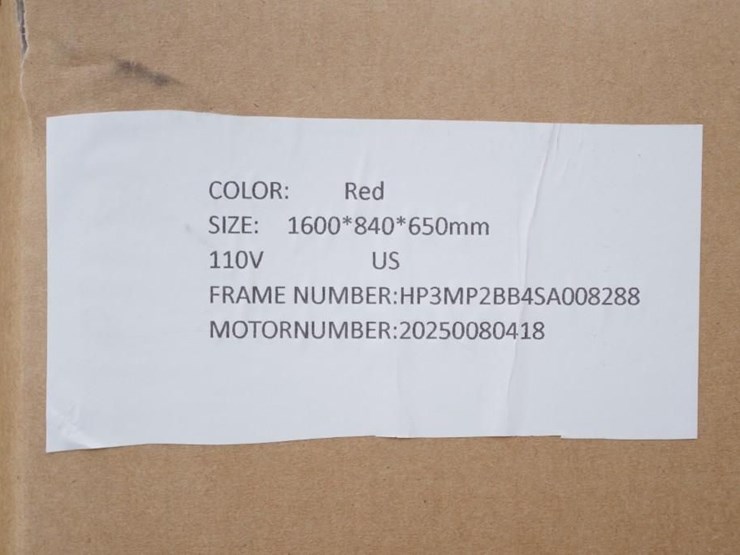 COLOR: Red
SIZE: 1600*840*650mm
110V US
FRAME NUMBER:HP3MP2BB4SA008288
MOTORNUMBER:20250080418